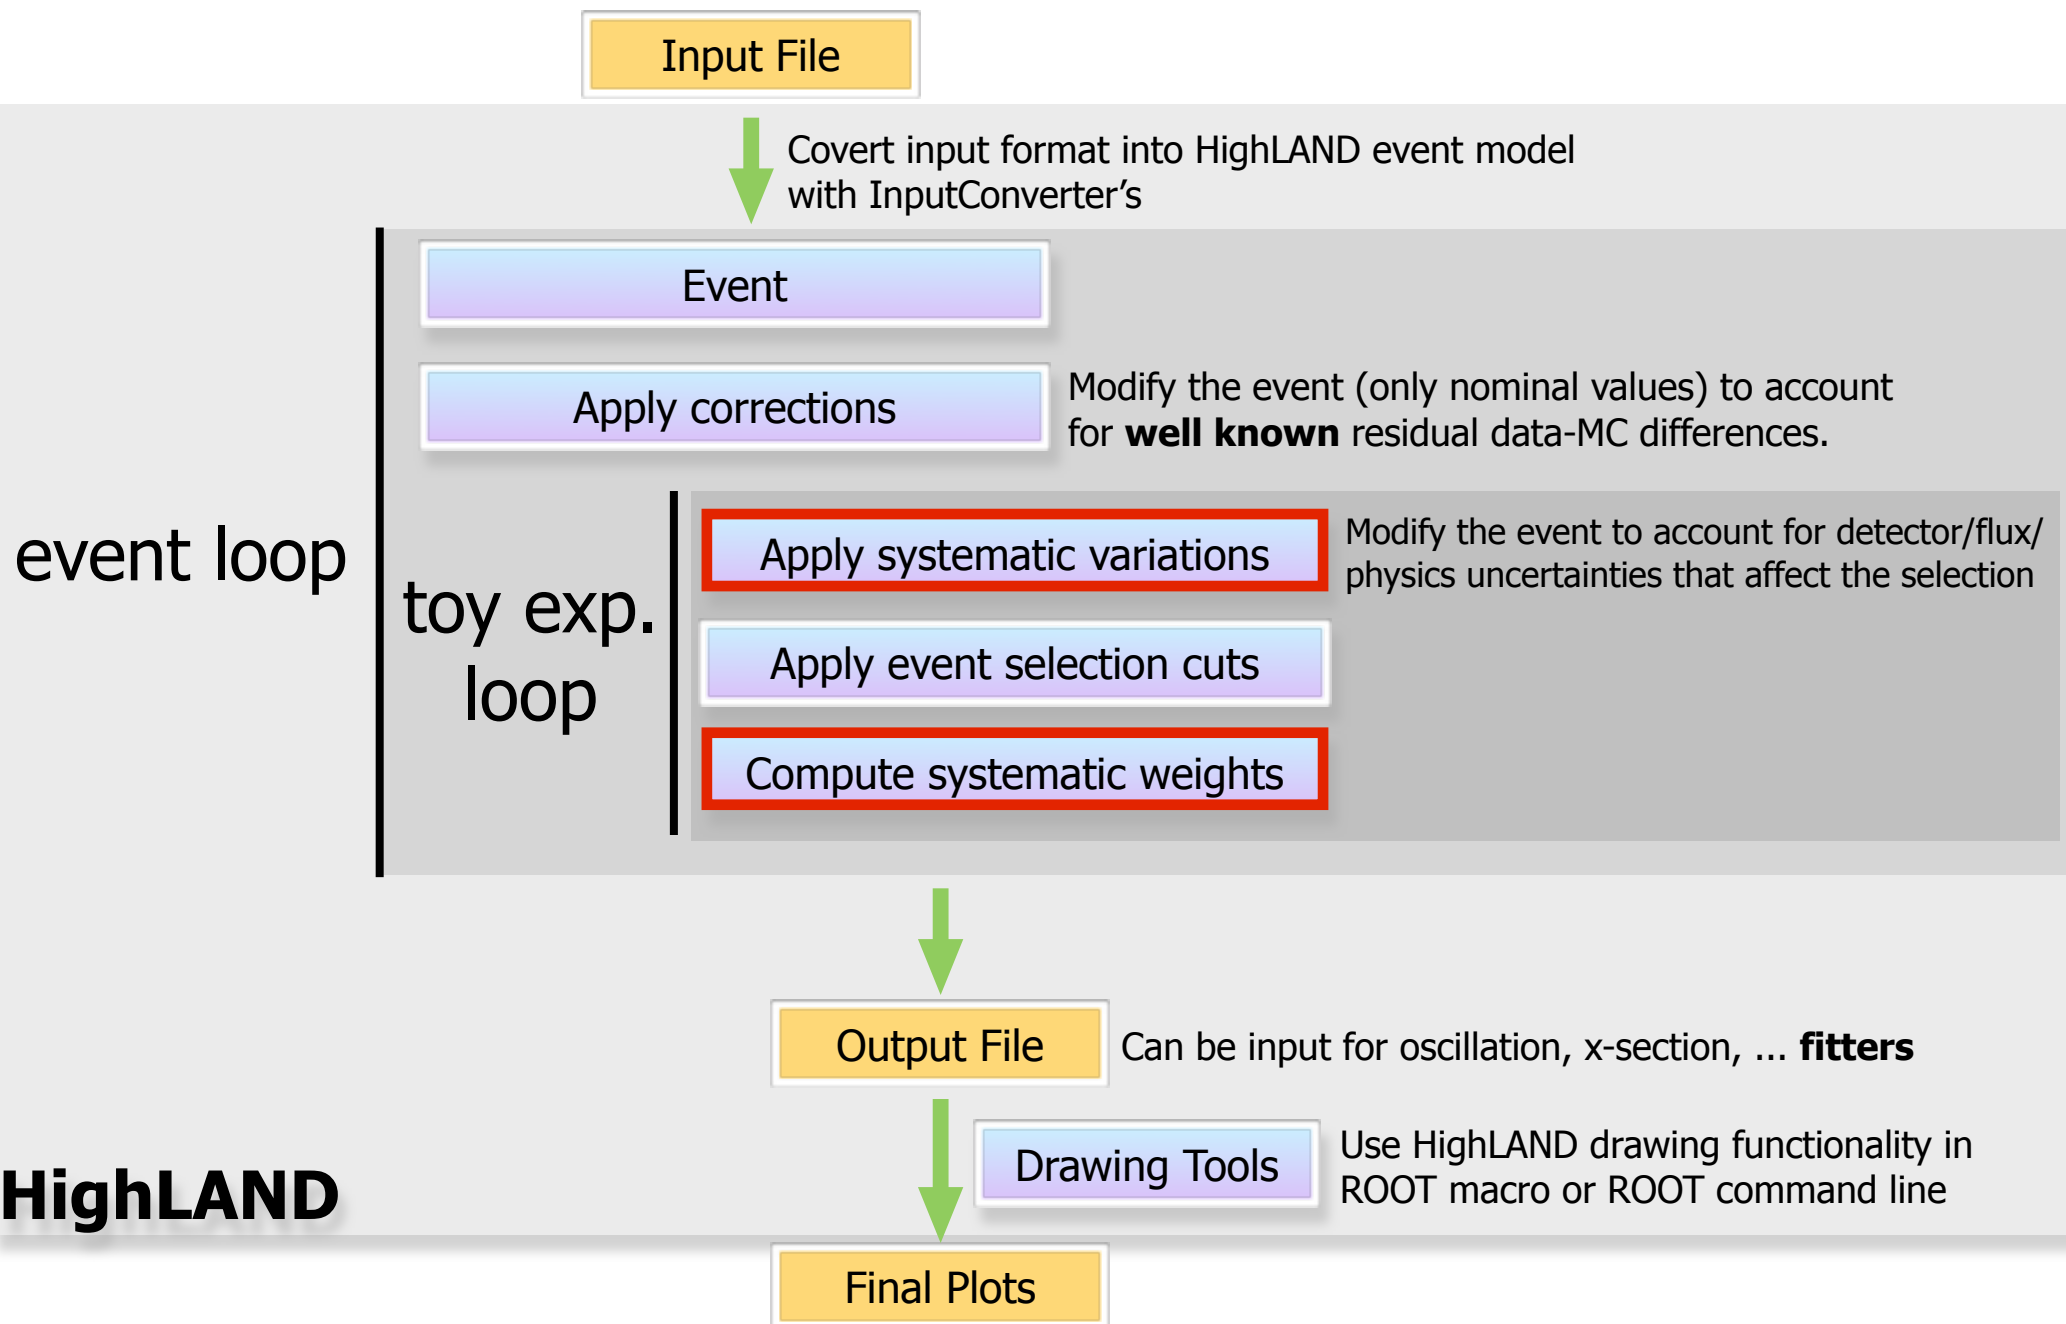 Input File
Covert input format into HighLAND event model
with InputConverter’s
Event
Apply corrections
Modify the event (only nominal values) to account
for well known residual data-MC differences.
event loop
toy exp.
loop
Apply systematic variations
Modify the event to account for detector/flux/
physics uncertainties that affect the selection
Apply event selection cuts
Compute systematic weights
Output File
Can be input for oscillation, x-section, ... fitters
Drawing Tools
Use HighLAND drawing functionality in
ROOT macro or ROOT command line
HighLAND
Final Plots